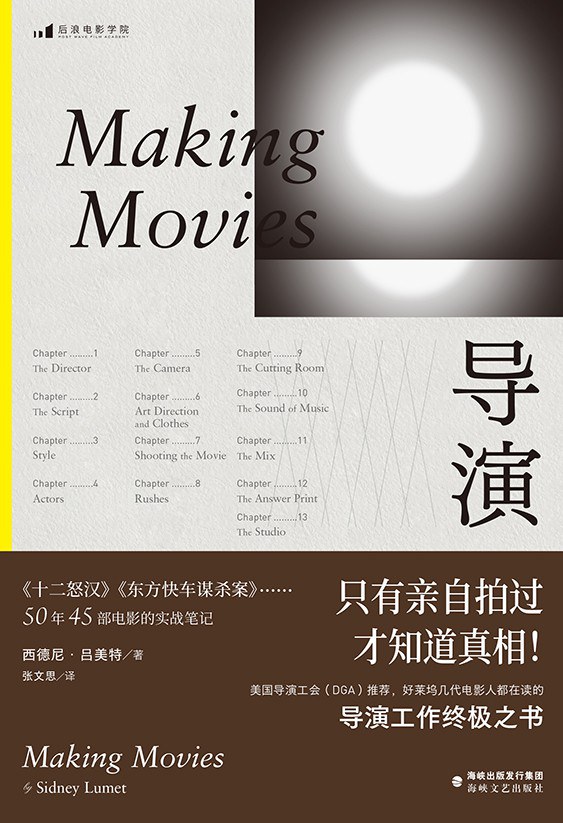 后浪电影学院
POST WAVE FILM ACADEMY
Making
Movies
导演
Chapter .........1
The Director
Chapter .........2
The Script
Chapter .........3
Style
Chapter .........4
Actors
Chapter .........5
The Camera
Chapter .........6
Art Direction
and Clothes
Chapter .........7
Shooting the Movie
Chapter .........8
Rushes
Chapter .........9
The Cutting Room
Chapter .........10
The Sound of Music
Chapter .........11
The Mix
Chapter .........12
The Answer Print
Chapter .........13
The Studio
《十二怒汉》《东方快车谋杀案》……
50年45部电影的实战笔记
西德尼·吕美特／著
张文思／译
只有亲自拍过
才知道真相！
美国导演工会（DGA）推荐，好莱坞几代电影人都在读的
导演工作终极之书
Making Movies
by Sidney Lumet
海峡出版发行集团
海峡文艺出版社